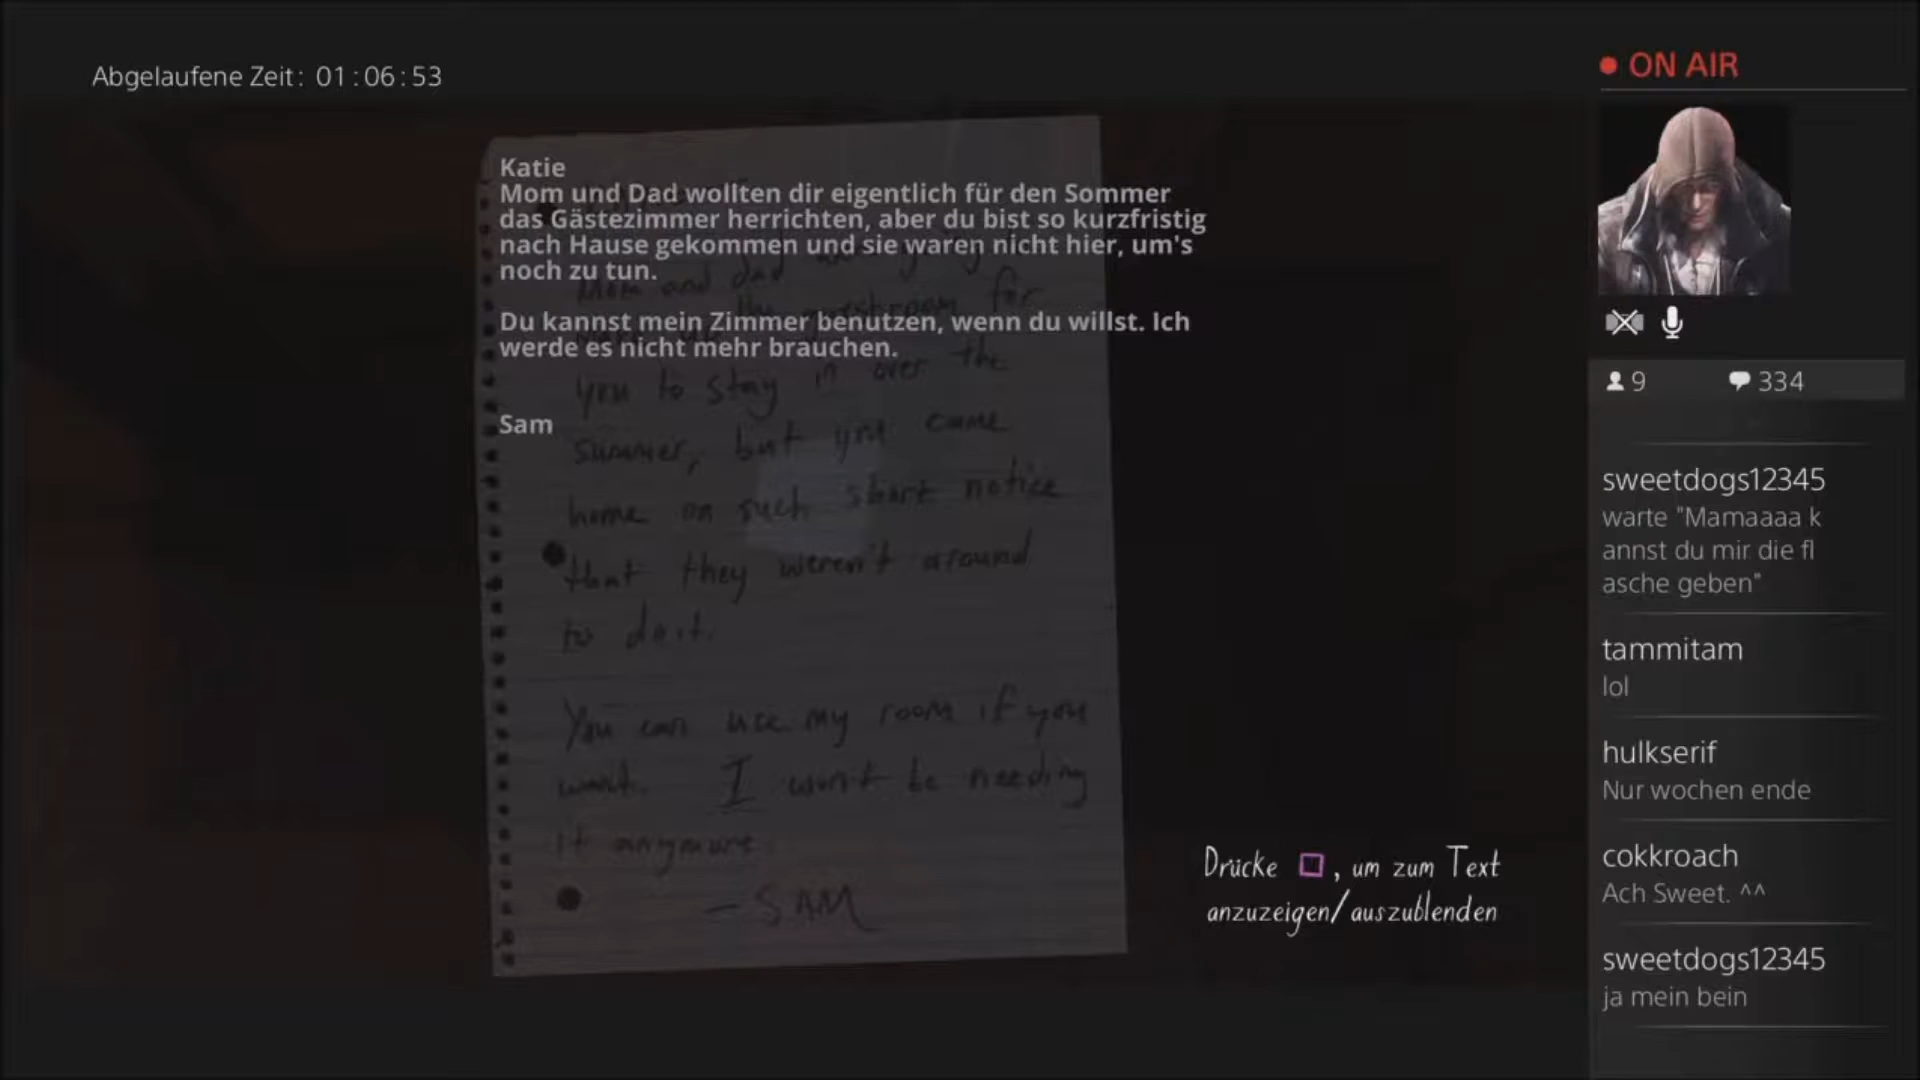 Abgelaufene Zeit: 01:06:53
ON AIR
9 334
sweetdogs12345
warte "Mamaaaa k
annst du mir die fl
asche geben"
tammitam
lol
hulkserif
Nur wochen ende
cokkroach
Ach Sweet. ^^
sweetdogs12345
ja mein bein
Katie
Mom und Dad wollten dir eigentlich für den Sommer
das Gästezimmer herrichten, aber du bist so kurzfristig
nach Hause gekommen und sie waren nicht hier, um's
noch zu tun.
Du kannst mein Zimmer benutzen, wenn du willst. Ich
werde es nicht mehr brauchen.
Sam
Mom and dad
the guestroom for
you to stay in over the
summer, but you came
home on such short notice
that they weren't around
to do it.
You can use my room if you
want. I won't be needing
it anymore.
- SAM
Drücke , um zum Text
anzuzeigen/auszublenden